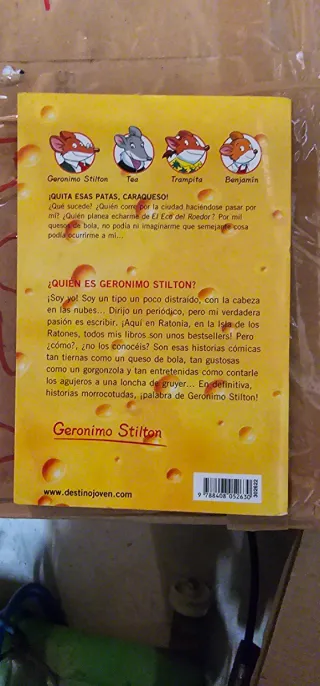 Geronimo Stilton Tea Trampita Benjamín
¡QUITA ESAS PATAS, CARAQUESO!
¿Qué sucede? ¿Quién corre por la ciudad haciéndose pasar por
mí? ¿Quién planea echarme de El Eco del Roedor? Por mil
quesos de bola, no podía ni imaginarme que semejante cosa
podía ocurrirme a mí...
¿QUIÉN ES GERONIMO STILTON?
¡Soy yo! Soy un tipo un poco distraído, con la cabeza
en las nubes... Dirijo un periódico, pero mi verdadera
pasión es escribir. ¡Aquí en Ratonia, en la Isla de los
Ratones, todos mis libros son unos bestsellers! Pero
¿cómo?, ¿no los conocéis? Son esas historias cómicas
tan tiernas como un queso de bola, tan gustosas
como un gorgonzola y tan entretenidas como contarle
los agujeros a una loncha de gruyer... En definitiva,
historias morrocotudas, ¡palabra de Geronimo Stilton!
Geronimo Stilton
www.destinojoven.com
9 788408 052630